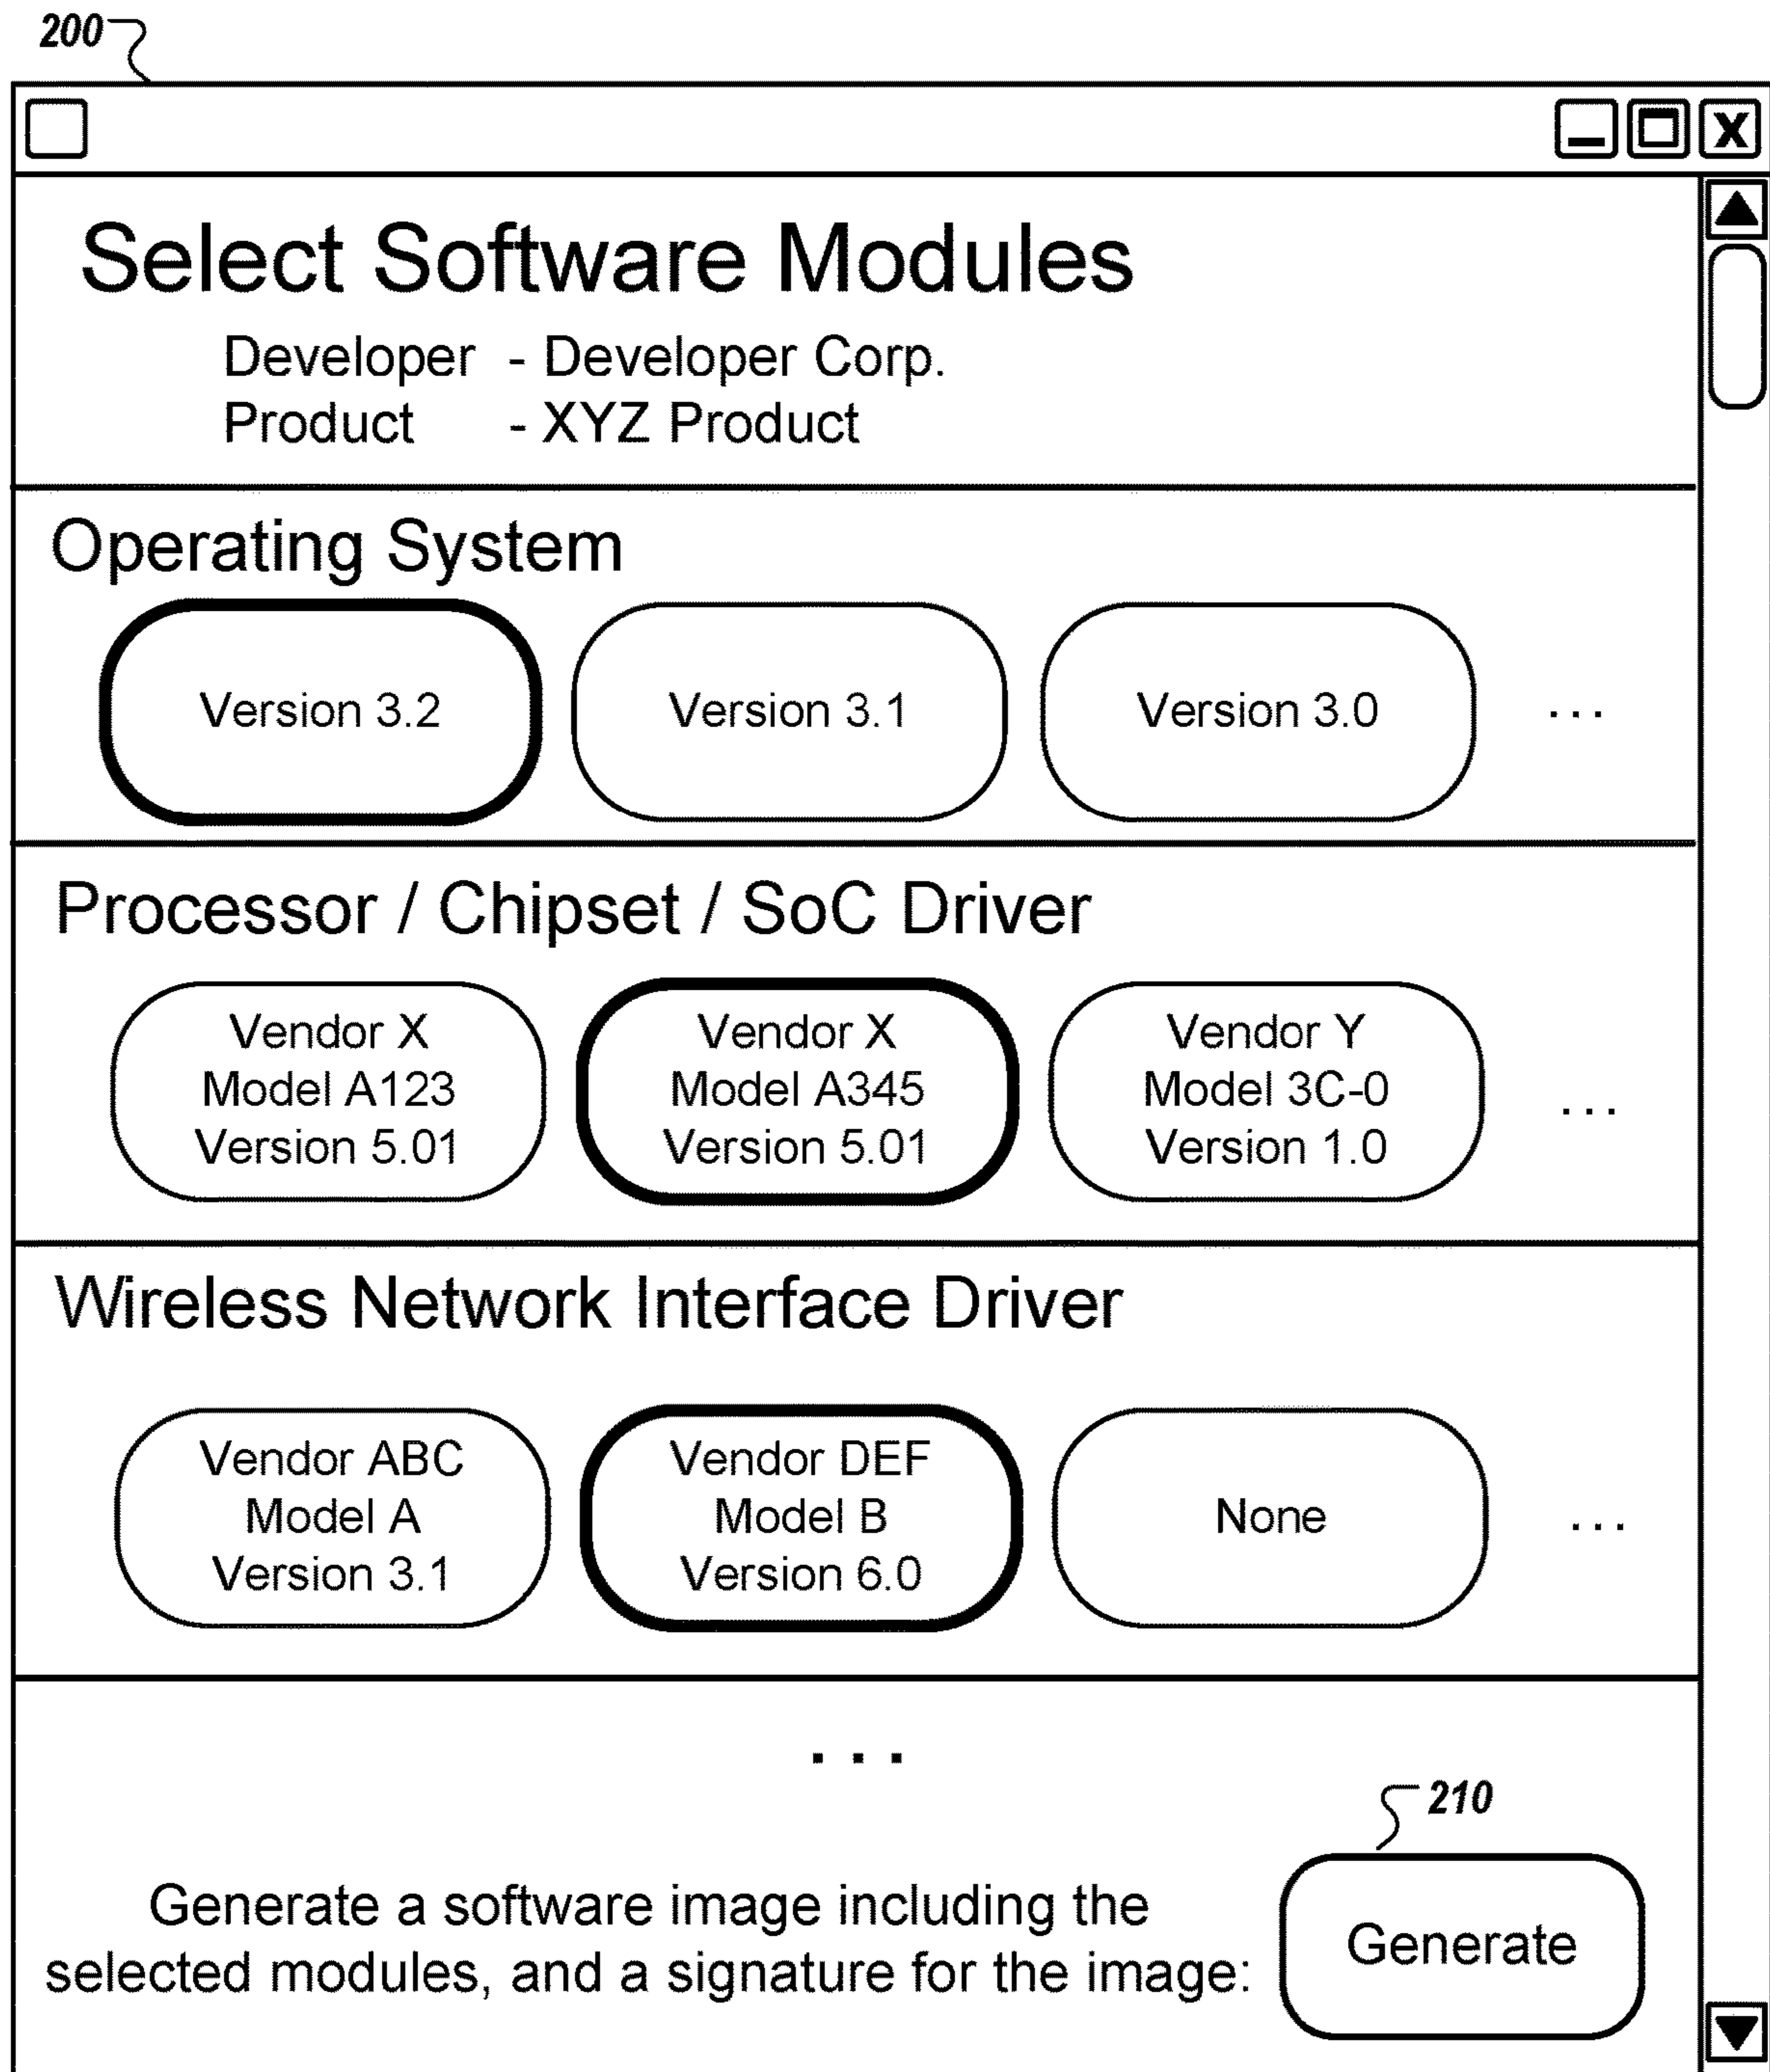 200
X
Select Software Modules
Developer - Developer Corp.
Product - XYZ Product
Operating System
Version 3.2 Version 3.1 Version 3.0 ...
Processor / Chipset / SoC Driver
Vendor X
Model A123
Version 5.01
Vendor X
Model A345
Version 5.01
Vendor Y
Model 3C-0
Version 1.0
...
Wireless Network Interface Driver
Vendor ABC
Model A
Version 3.1
Vendor DEF
Model B
Version 6.0
None
...
...
210
Generate a software image including the
selected modules, and a signature for the image:
Generate